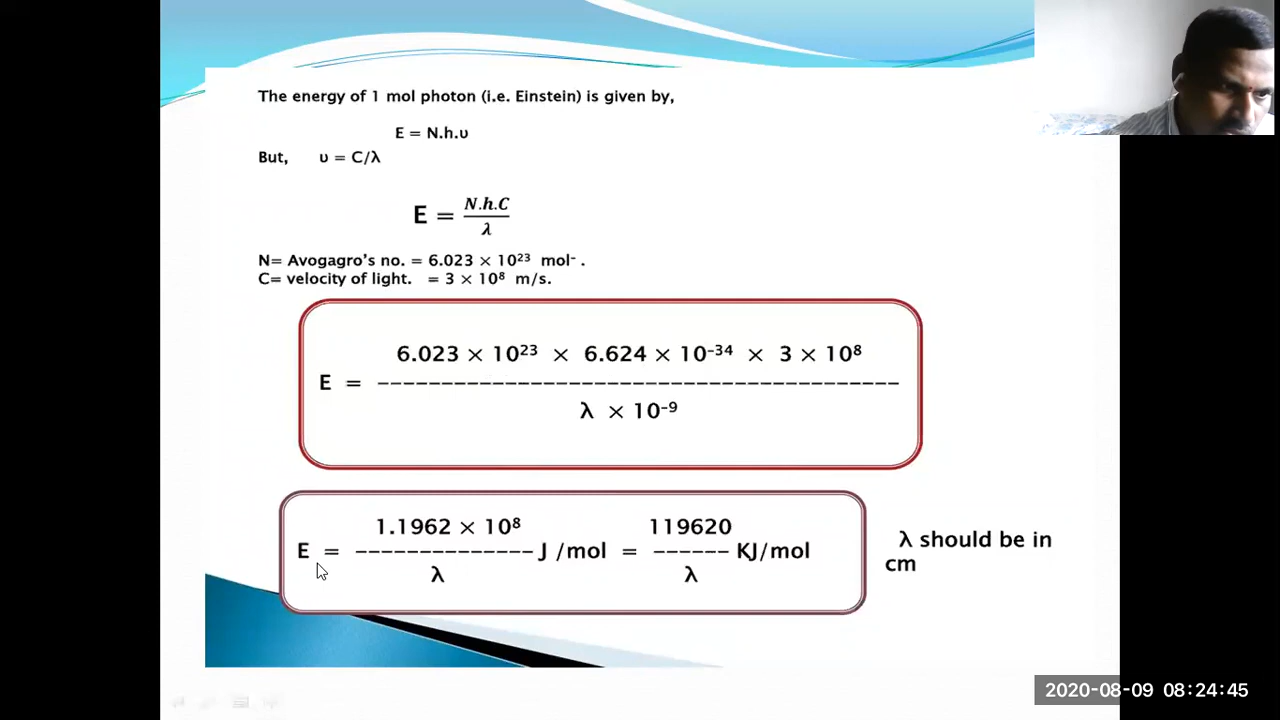 The energy of 1 mol photon (i.e. Einstein) is given by,
E = N.h.υ
But, υ = C/λ
E = N.h.C
λ
N= Avogagro's no. = 6.023 × 10²³ mol⁻ .
C= velocity of light. = 3 × 10⁸ m/s.
6.023 × 10²³ × 6.624 × 10⁻³⁴ × 3 × 10⁸
E = -----------------------------------------
λ × 10⁻⁹
1.1962 × 10⁸ 119620
E = -------------- J /mol = ------ KJ/mol
λ λ
λ should be in
cm
2020-08-09 08:24:45